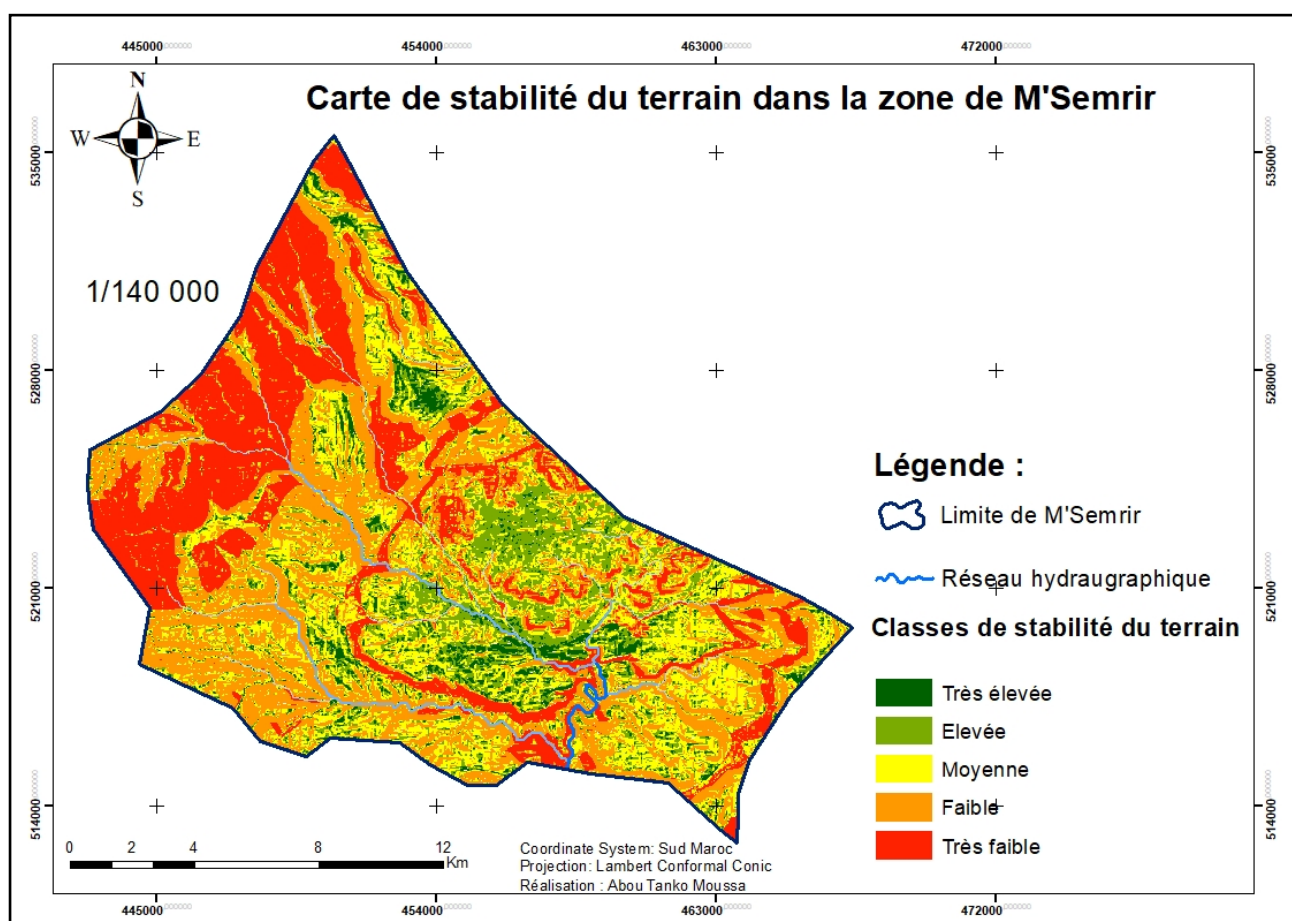 445000 454000 463000 472000
Carte de stabilité du terrain dans la zone de M'Semrir
N
W E
S
535000 535000
1/140 000
528000 528000
Légende :
Limite de M'Semrir
Réseau hydraugraphique
521000 521000
Classes de stabilité du terrain
Très élevée
Elevée
Moyenne
Faible
Très faible
514000 514000
0 2 4 8 12
Km
Coordinate System: Sud Maroc
Projection: Lambert Conformal Conic
Réalisation : Abou Tanko Moussa
445000 454000 463000 472000